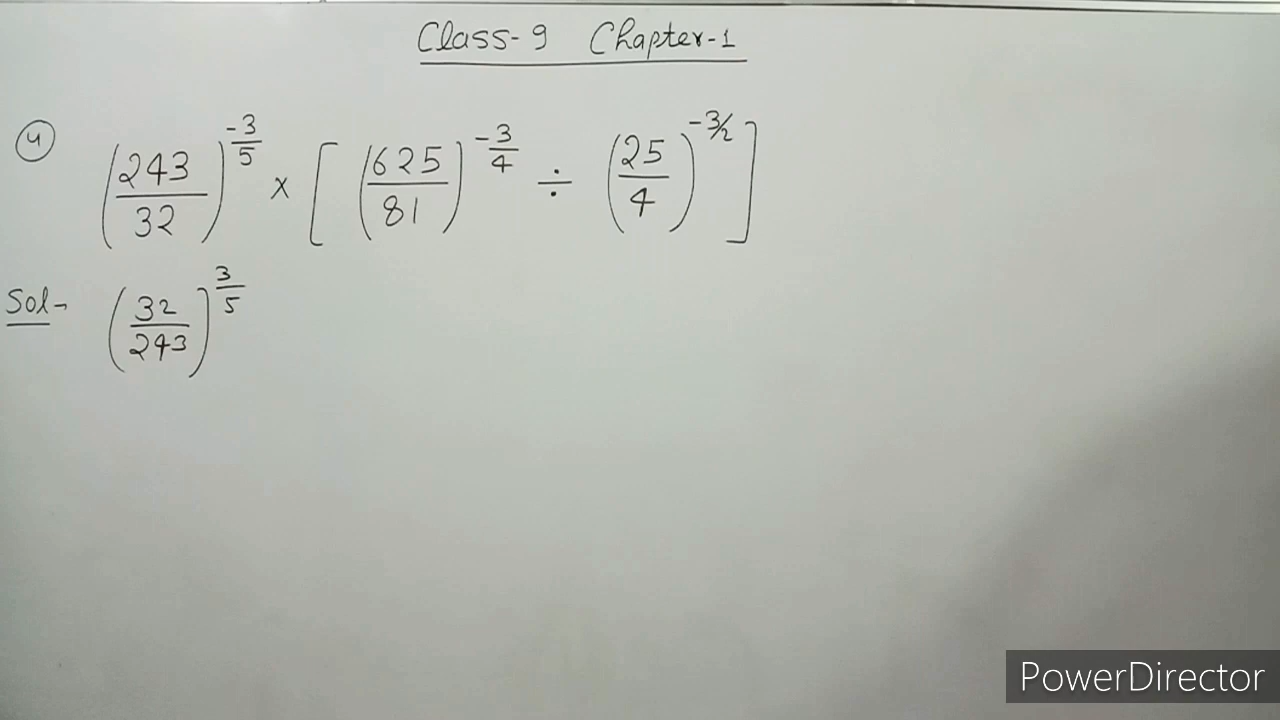 Class-9 Chapter-1
4 (243/32)^(-3/5) × [(625/81)^(-3/4) ÷ (25/4)^(-3/2)]
Sol- (32/243)^(3/5)
PowerDirector